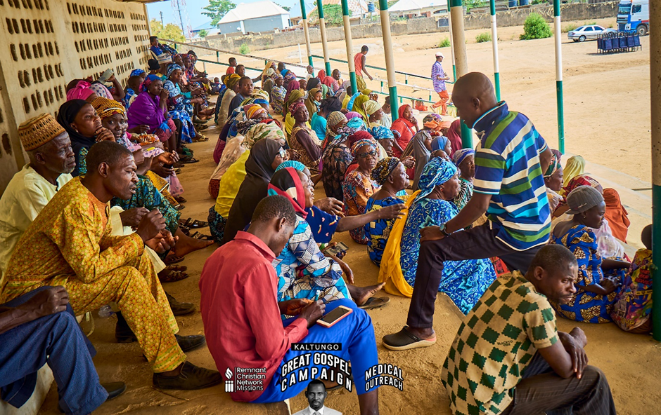 Remnant
Christian
Network
Missions
KALTUNGO
GREAT GOSPEL
CAMPAIGN
MEDICAL
OUTREACH